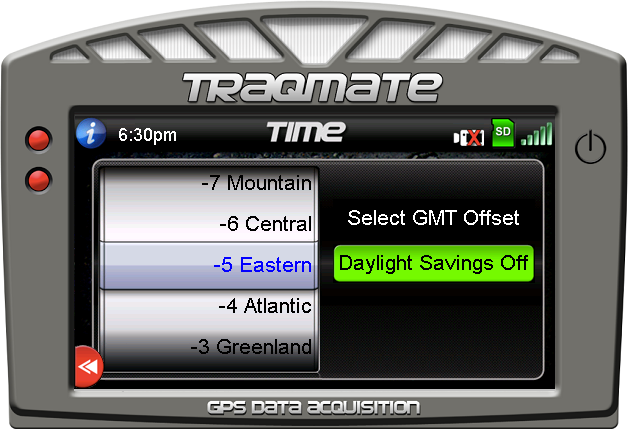 TRAQMATE
6:30pm
TIME
SD
-7 Mountain
-6 Central
-5 Eastern
-4 Atlantic
-3 Greenland
Select GMT Offset
Daylight Savings Off
GPS DATA ACQUISITION